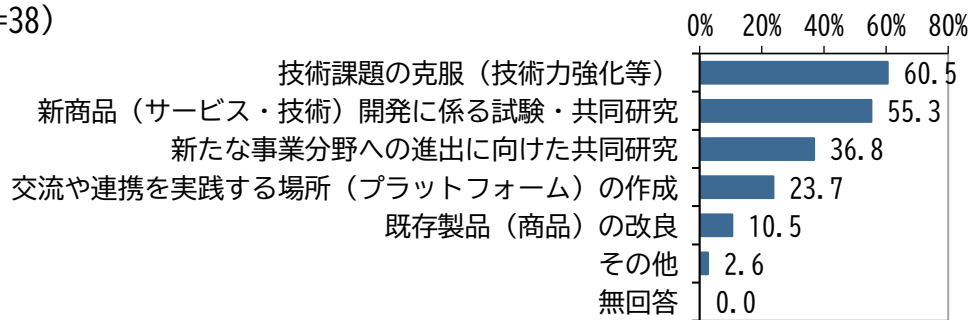 =38)
0% 20% 40% 60% 80%
技術課題の克服（技術力強化等） 60.5
新商品（サービス・技術）開発に係る試験・共同研究 55.3
新たな事業分野への進出に向けた共同研究 36.8
交流や連携を実践する場所（プラットフォーム）の作成 23.7
既存製品（商品）の改良 10.5
その他 2.6
無回答 0.0